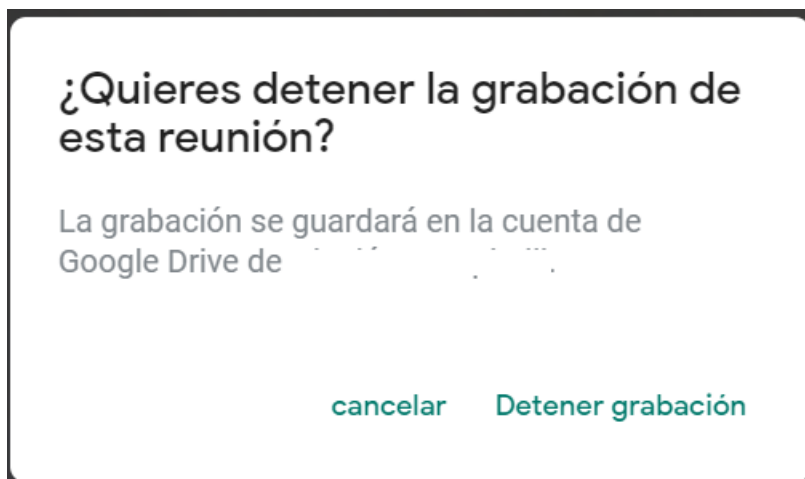 ¿Quieres detener la grabación de
esta reunión?
La grabación se guardará en la cuenta de
Google Drive de
cancelar Detener grabación